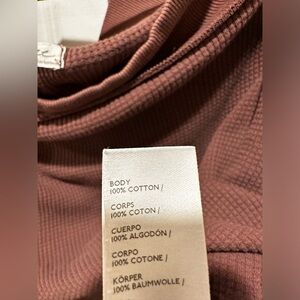 BODY
100% COTTON /
CORPS
100% COTON /
CUERPO
100% ALGODÓN /
CORPO
100% COTONE /
KÖRPER
100% BAUMWOLLE /